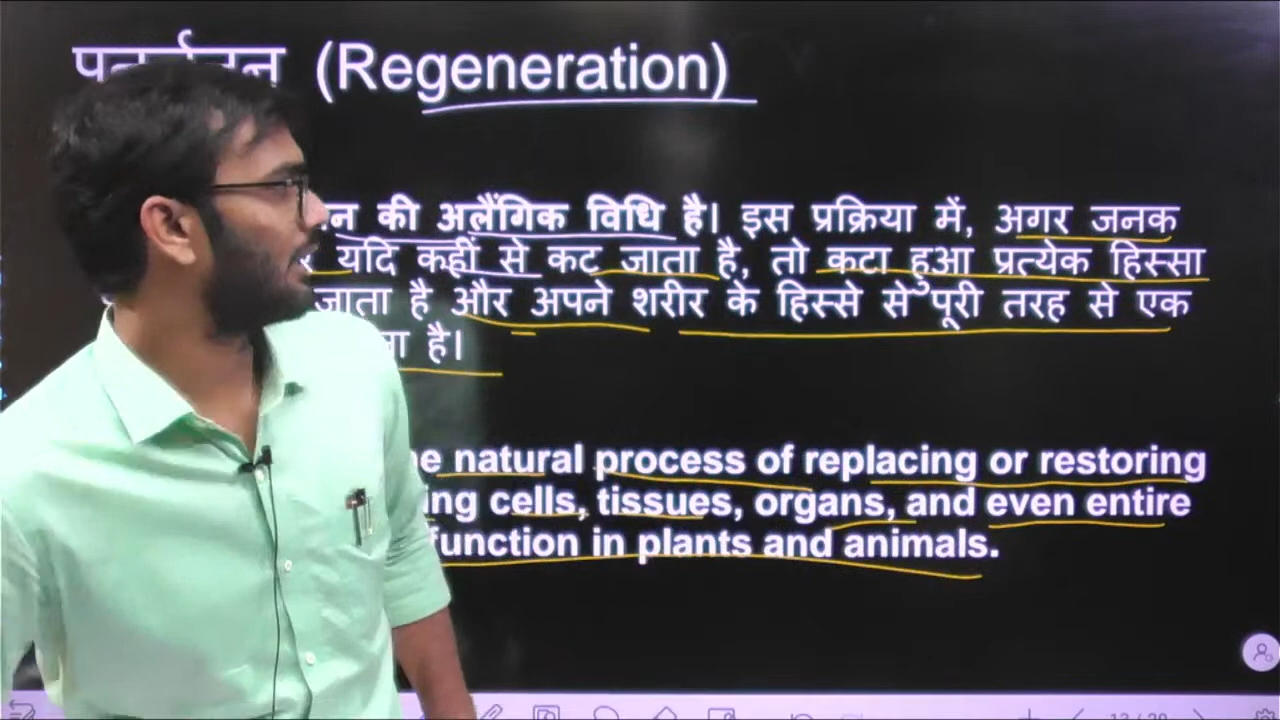 (Regeneration)
की अलैंगिक विधि है। इस प्रक्रिया में, अगर जनक
यदि कहीं से कट जाता है, तो कटा हुआ प्रत्येक हिस्सा
जाता है और अपने शरीर के हिस्से से पूरी तरह से एक
है।
natural process of replacing or restoring
cells, tissues, organs, and even entire
function in plants and animals.